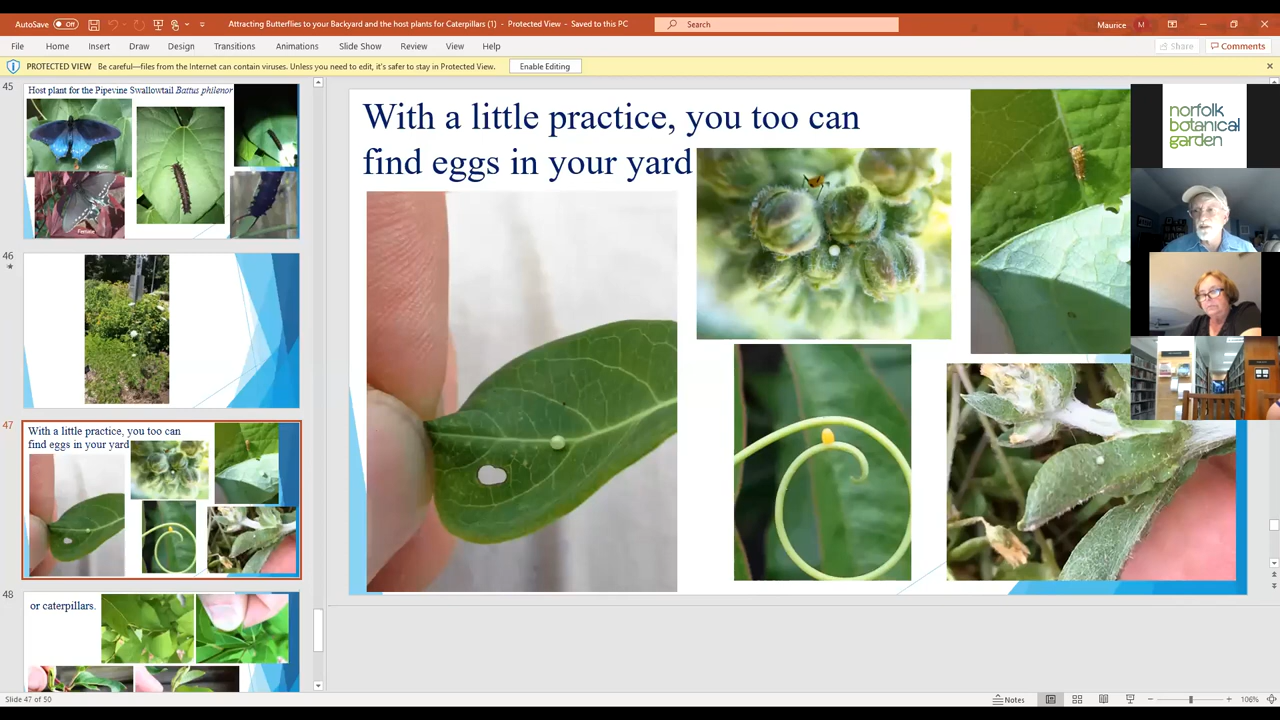 AutoSave
Off
Attracting Butterflies to your Backyard and the host plants for Caterpillars (1) - Protected View - Saved to this PC
Search
Maurice
M
File Home Insert Draw Design Transitions Animations Slide Show Review View Help
Share
Comments
PROTECTED VIEW Be careful—files from the Internet can contain viruses. Unless you need to edit, it's safer to stay in Protected View.
Enable Editing
45
Host plant for the Pipevine Swallowtail Battus philenor
Female
46
47
With a little practice, you too can
find eggs in your yard
48
or caterpillars.
With a little practice, you too can
find eggs in your yard
norfolk
botanical
garden
Slide 47 of 50
Notes
106%